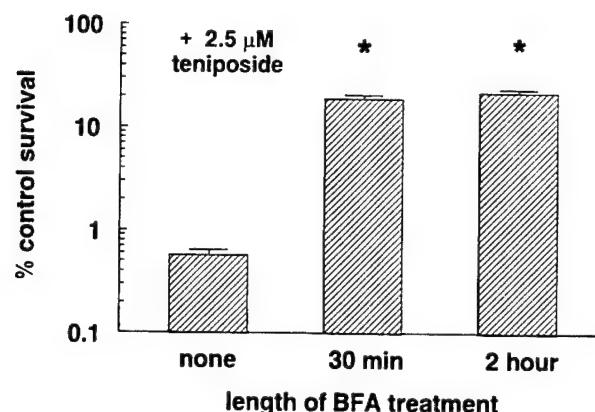 100
+ 2.5 μM
teniposide
*
*
10
1
0.1
% control survival
none
30 min
2 hour
length of BFA treatment